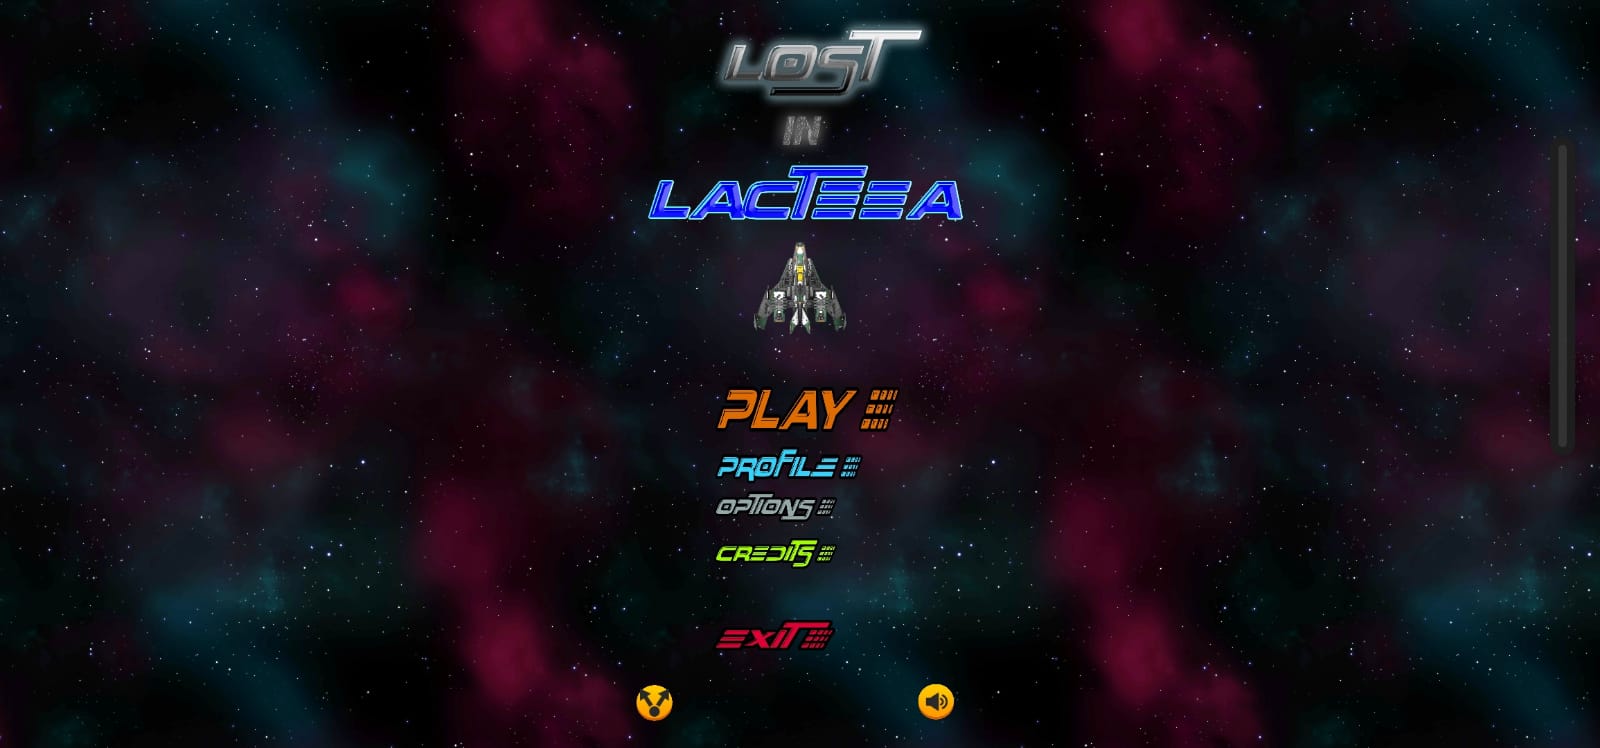 LOST
IN
LACTEEA
PLAY
PROFILE
OPTIONS
CREDITS
EXIT